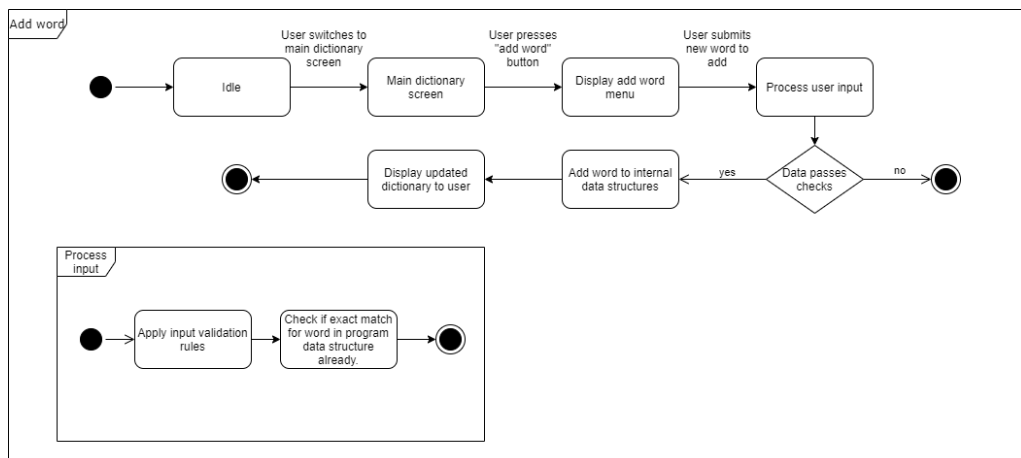 Add word
User switches to
main dictionary
screen
User presses
"add word"
button
User submits
new word to
add
Idle
Main dictionary
screen
Display add word
menu
Process user input
Display updated
dictionary to user
Add word to internal
data structures
yes
Data passes
checks
no
Process
input
Apply input validation
rules
Check if exact match
for word in program
data structure
already.